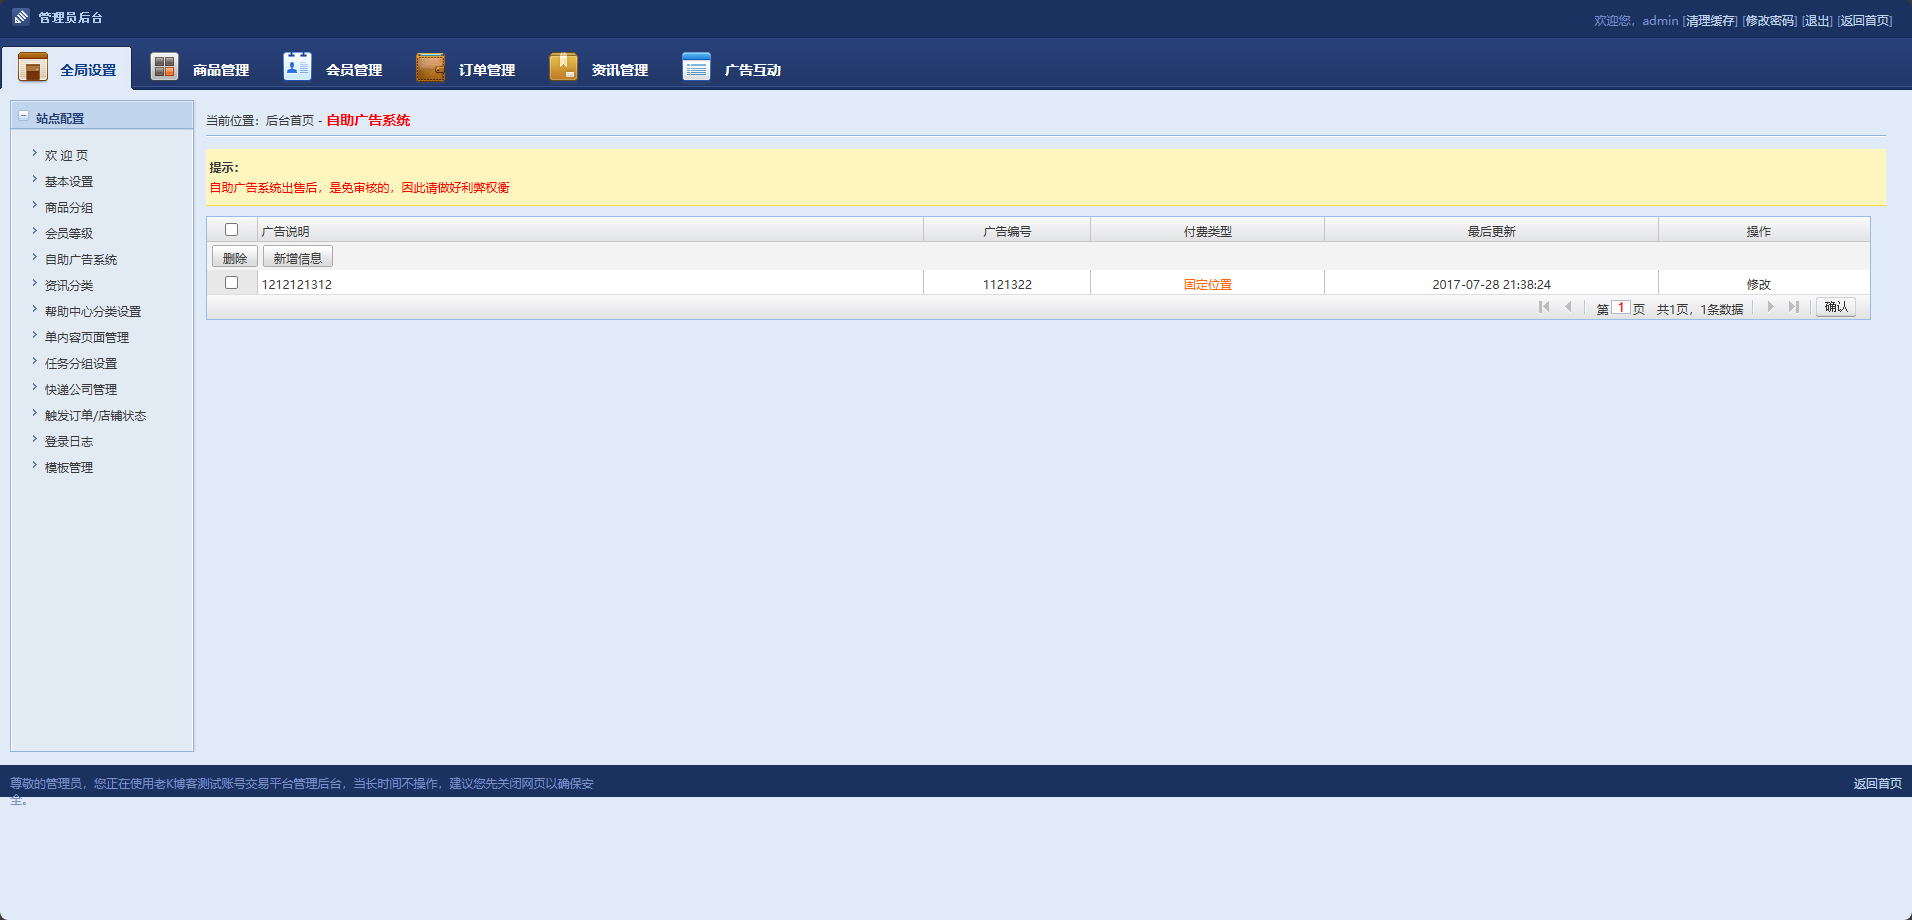 管理员后台
欢迎您，admin [清理缓存] [修改密码] [退出] [返回首页]
全局设置 商品管理 会员管理 订单管理 资讯管理 广告互动
站点配置
欢 迎 页
基本设置
商品分组
会员等级
自助广告系统
资讯分类
帮助中心分类设置
单内容页面管理
任务分组设置
快递公司管理
触发订单/店铺状态
登录日志
模板管理
当前位置：后台首页 - 自助广告系统
提示：
自助广告系统出售后，是免审核的，因此请做好利弊权衡
广告说明 广告编号 付费类型 最后更新 操作
删除 新增信息
1212121312 1121322 固定位置 2017-07-28 21:38:24 修改
第 1 页 共1页，1条数据 确认
尊敬的管理员，您正在使用老K博客测试账号交易平台管理后台，当长时间不操作，建议您先关闭网页以确保安
全。
返回首页